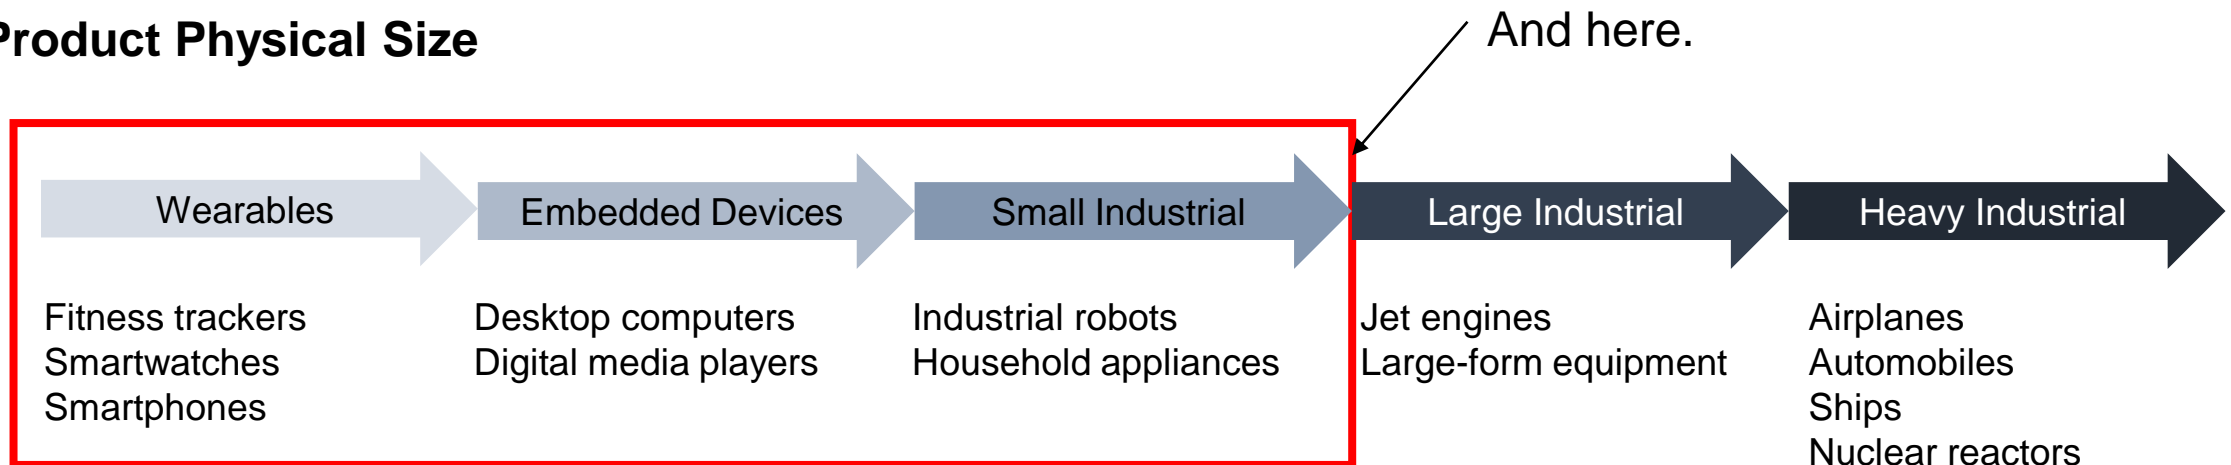 Product Physical Size
And here.
Wearables
Embedded Devices
Small Industrial
Large Industrial
Heavy Industrial
Fitness trackers
Smartwatches
Smartphones
Desktop computers
Digital media players
Industrial robots
Household appliances
Jet engines
Large-form equipment
Airplanes
Automobiles
Ships
Nuclear reactors